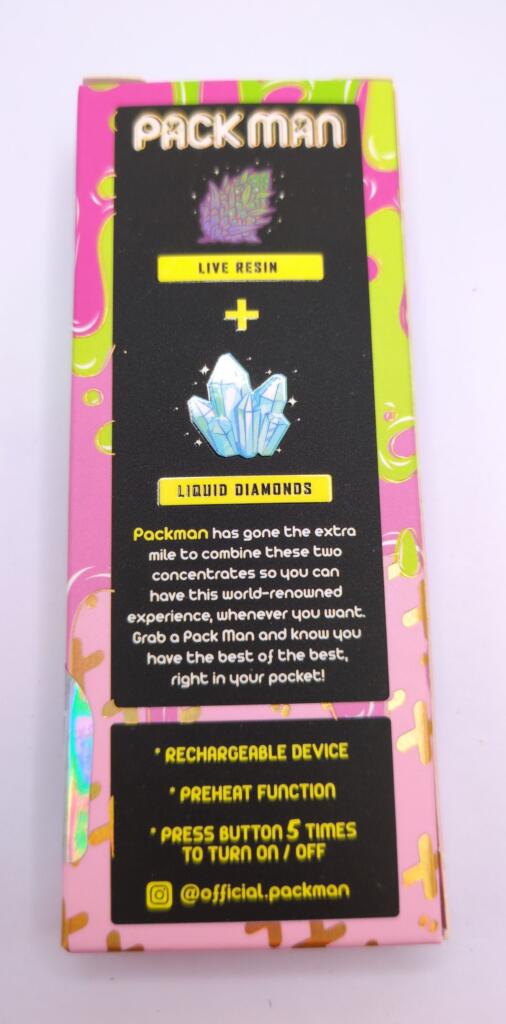 PACKMAN
LIVE RESIN
+
LIQUID DIAMONDS
Packman has gone the extra
mile to combine these two
concentrates so you can
have this world-renowned
experience, whenever you want.
Grab a Pack Man and know you
have the best of the best,
right in your pocket!
* RECHARGEABLE DEVICE
* PREHEAT FUNCTION
* PRESS BUTTON 5 TIMES
TO TURN ON / OFF
@official.packman